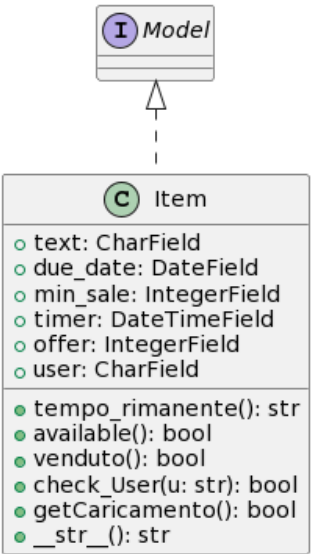 I Model
C Item
text: CharField
due_date: DateField
min_sale: IntegerField
timer: DateTimeField
offer: IntegerField
user: CharField
tempo_rimanente(): str
available(): bool
venduto(): bool
check_User(u: str): bool
getCaricamento(): bool
__str__(): str